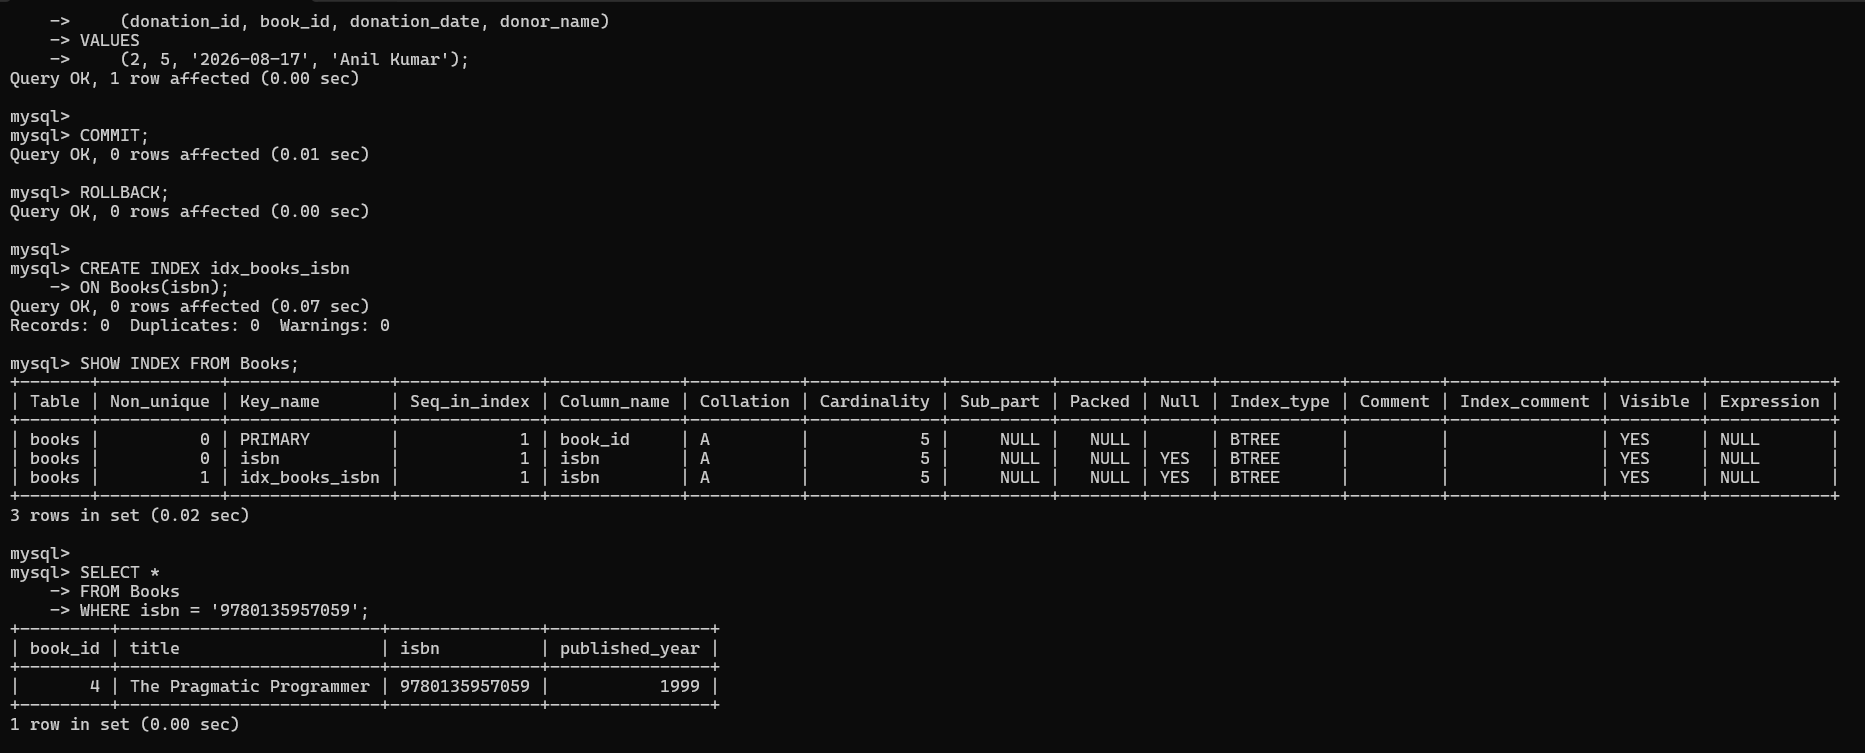 ->     (donation_id, book_id, donation_date, donor_name)
    -> VALUES
    ->     (2, 5, '2026-08-17', 'Anil Kumar');
Query OK, 1 row affected (0.00 sec)

mysql>
mysql> COMMIT;
Query OK, 0 rows affected (0.01 sec)

mysql> ROLLBACK;
Query OK, 0 rows affected (0.00 sec)

mysql>
mysql> CREATE INDEX idx_books_isbn
    -> ON Books(isbn);
Query OK, 0 rows affected (0.07 sec)
Records: 0  Duplicates: 0  Warnings: 0

mysql> SHOW INDEX FROM Books;
+-------+------------+----------------+--------------+-------------+-----------+-------------+----------+--------+------+------------+---------+---------------+---------+------------+
| Table | Non_unique | Key_name       | Seq_in_index | Column_name | Collation | Cardinality | Sub_part | Packed | Null | Index_type | Comment | Index_comment | Visible | Expression |
+-------+------------+----------------+--------------+-------------+-----------+-------------+----------+--------+------+------------+---------+---------------+---------+------------+
| books |          0 | PRIMARY        |            1 | book_id     | A         |           5 |     NULL |   NULL |      | BTREE      |         |               | YES     | NULL       |
| books |          0 | isbn           |            1 | isbn        | A         |           5 |     NULL |   NULL | YES  | BTREE      |         |               | YES     | NULL       |
| books |          1 | idx_books_isbn |            1 | isbn        | A         |           5 |     NULL |   NULL | YES  | BTREE      |         |               | YES     | NULL       |
+-------+------------+----------------+--------------+-------------+-----------+-------------+----------+--------+------+------------+---------+---------------+---------+------------+
3 rows in set (0.02 sec)

mysql>
mysql> SELECT *
    -> FROM Books
    -> WHERE isbn = '9780135957059';
+---------+--------------------------+---------------+----------------+
| book_id | title                    | isbn          | published_year |
+---------+--------------------------+---------------+----------------+
|       4 | The Pragmatic Programmer | 9780135957059 |           1999 |
+---------+--------------------------+---------------+----------------+
1 row in set (0.00 sec)